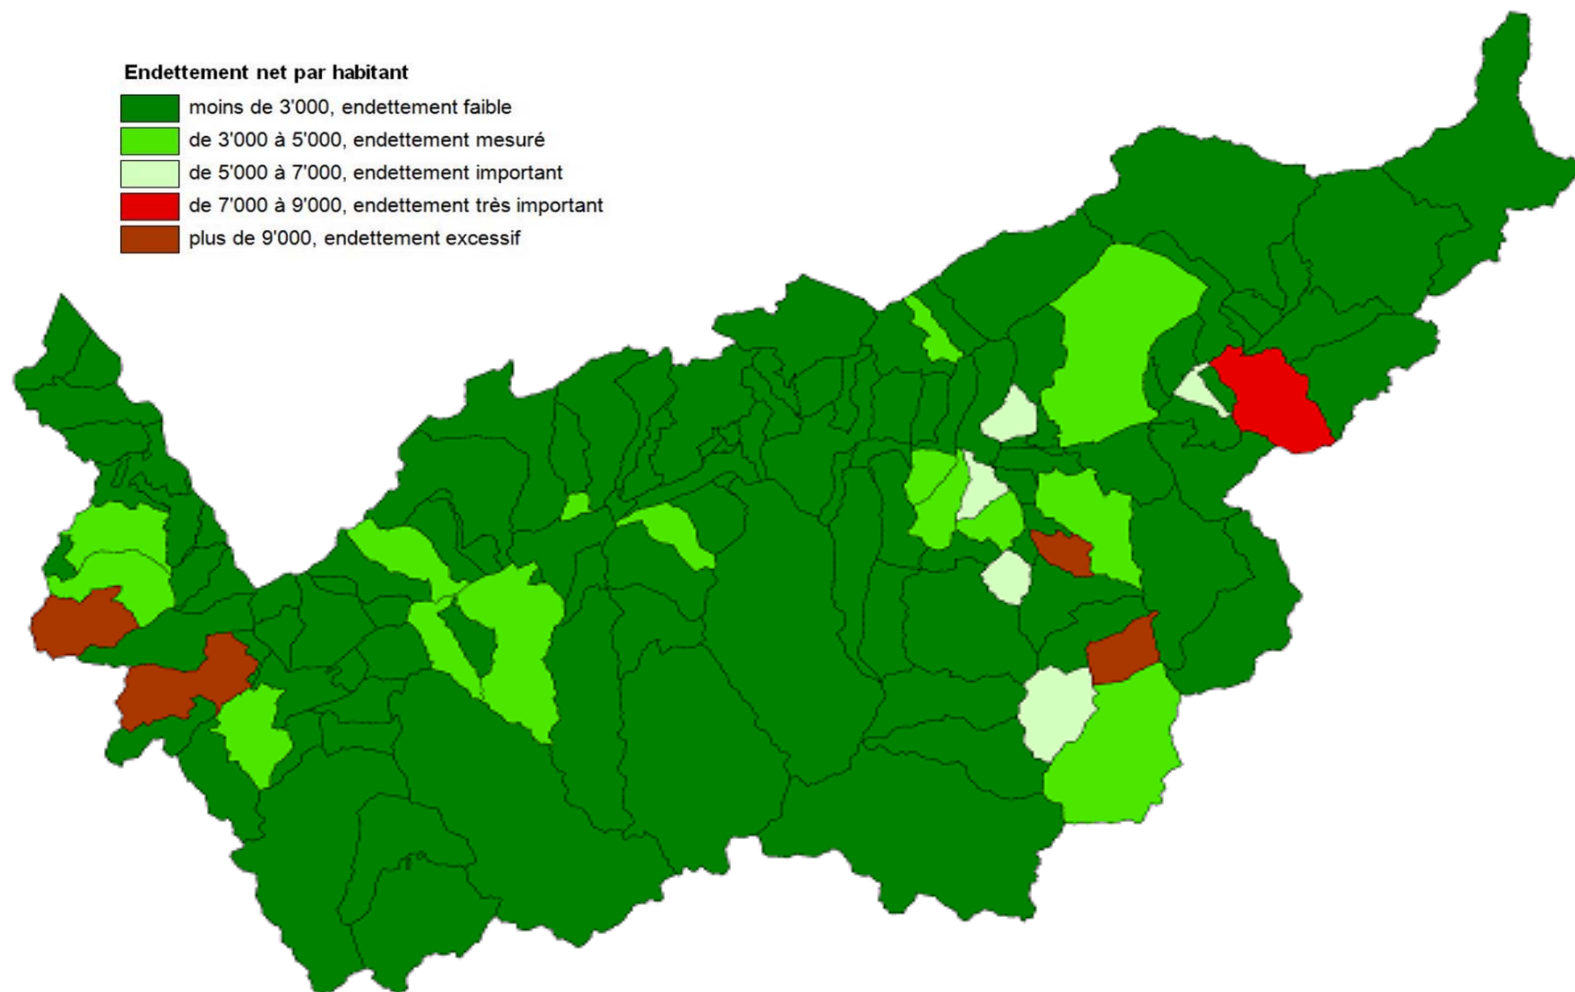 Endettement net par habitant
moins de 3'000, endettement faible
de 3'000 à 5'000, endettement mesuré
de 5'000 à 7'000, endettement important
de 7'000 à 9'000, endettement très important
plus de 9'000, endettement excessif